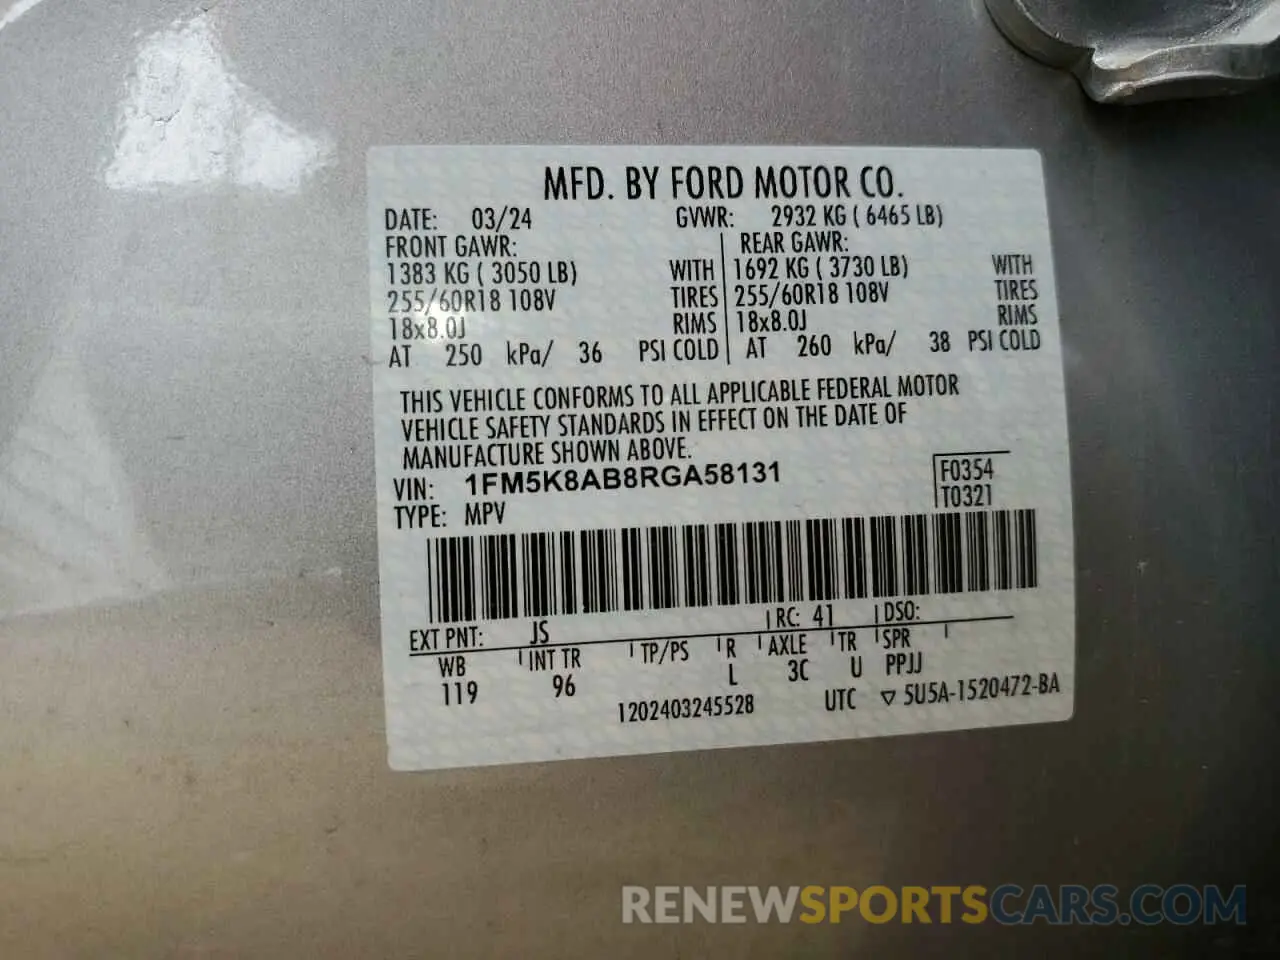 MFD. BY FORD MOTOR CO.
DATE: 03/24 GVWR: 2932 KG ( 6465 LB)
FRONT GAWR: REAR GAWR:
1383 KG ( 3050 LB) WITH 1692 KG ( 3730 LB) WITH
255/60R18 108V TIRES 255/60R18 108V TIRES
18x8.0J RIMS 18x8.0J RIMS
AT 250 kPa/ 36 PSI COLD AT 260 kPa/ 38 PSI COLD
THIS VEHICLE CONFORMS TO ALL APPLICABLE FEDERAL MOTOR
VEHICLE SAFETY STANDARDS IN EFFECT ON THE DATE OF
MANUFACTURE SHOWN ABOVE.
VIN: 1FM5K8AB8RGA58131 F0354
TYPE: MPV T0321
EXT PNT: JS RC: 41 DSO:
WB INT TR TP/PS R AXLE TR SPR
119 96 L 3C U PPJJ
1202403245528 UTC ▽ 5U5A-1520472-BA
RENEWSPORTSCARS.COM